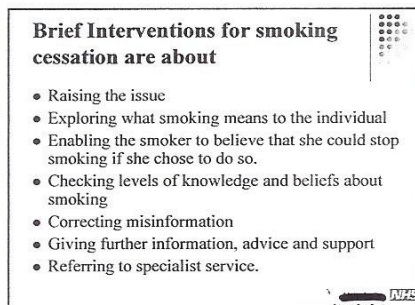 Brief Interventions for smoking
cessation are about
• Raising the issue
• Exploring what smoking means to the individual
• Enabling the smoker to believe that she could stop
smoking if she chose to do so.
• Checking levels of knowledge and beliefs about
smoking
• Correcting misinformation
• Giving further information, advice and support
• Referring to specialist service.
NHS